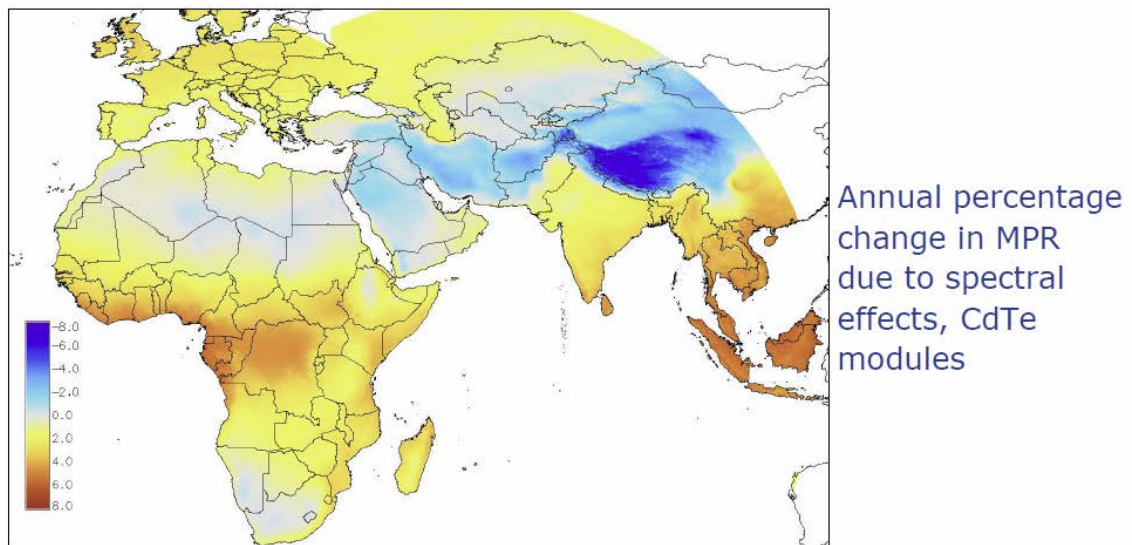 Annual percentage
change in MPR
due to spectral
effects, CdTe
modules
-8.0
-6.0
-4.0
-2.0
0.0
2.0
4.0
6.0
8.0